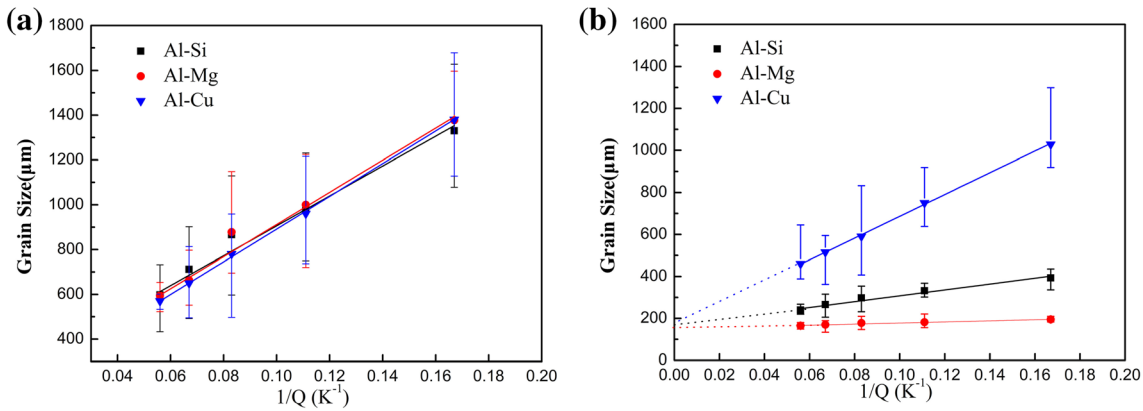 (a)
1800
1600
1400
1200
1000
800
600
400
Grain Size(μm)
Al-Si
Al-Mg
Al-Cu
0.04 0.06 0.08 0.10 0.12 0.14 0.16 0.18 0.20
1/Q (K⁻¹)
(b)
1600
1400
1200
1000
800
600
400
200
0
Grain Size(μm)
Al-Si
Al-Mg
Al-Cu
0.00 0.02 0.04 0.06 0.08 0.10 0.12 0.14 0.16 0.18 0.20
1/Q (K⁻¹)